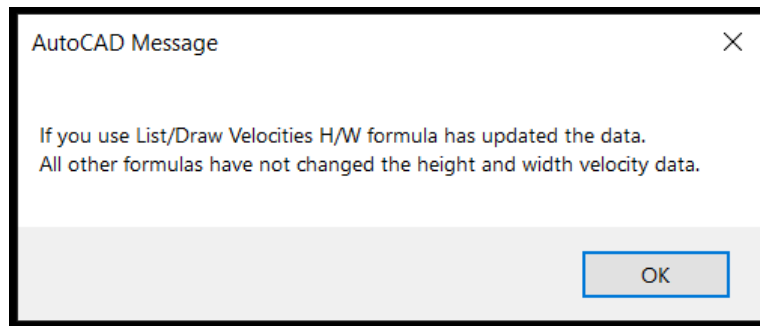 AutoCAD Message
If you use List/Draw Velocities H/W formula has updated the data.
All other formulas have not changed the height and width velocity data.
OK